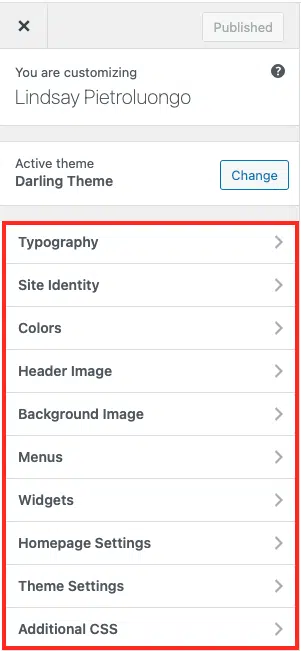 Published
You are customizing
Lindsay Pietroluongo
Active theme
Darling Theme
Change
Typography
Site Identity
Colors
Header Image
Background Image
Menus
Widgets
Homepage Settings
Theme Settings
Additional CSS